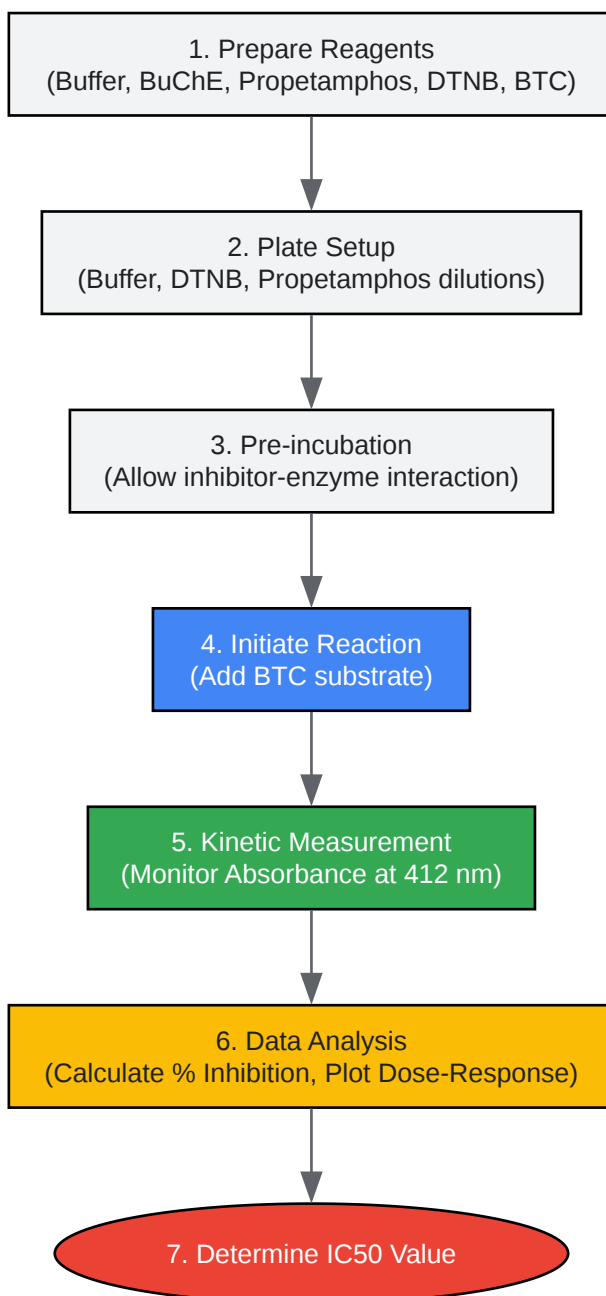 1. Prepare Reagents
(Buffer, BuChE, Propetamphos, DTNB, BTC)
2. Plate Setup
(Buffer, DTNB, Propetamphos dilutions)
3. Pre-incubation
(Allow inhibitor-enzyme interaction)
4. Initiate Reaction
(Add BTC substrate)
5. Kinetic Measurement
(Monitor Absorbance at 412 nm)
6. Data Analysis
(Calculate % Inhibition, Plot Dose-Response)
7. Determine IC50 Value